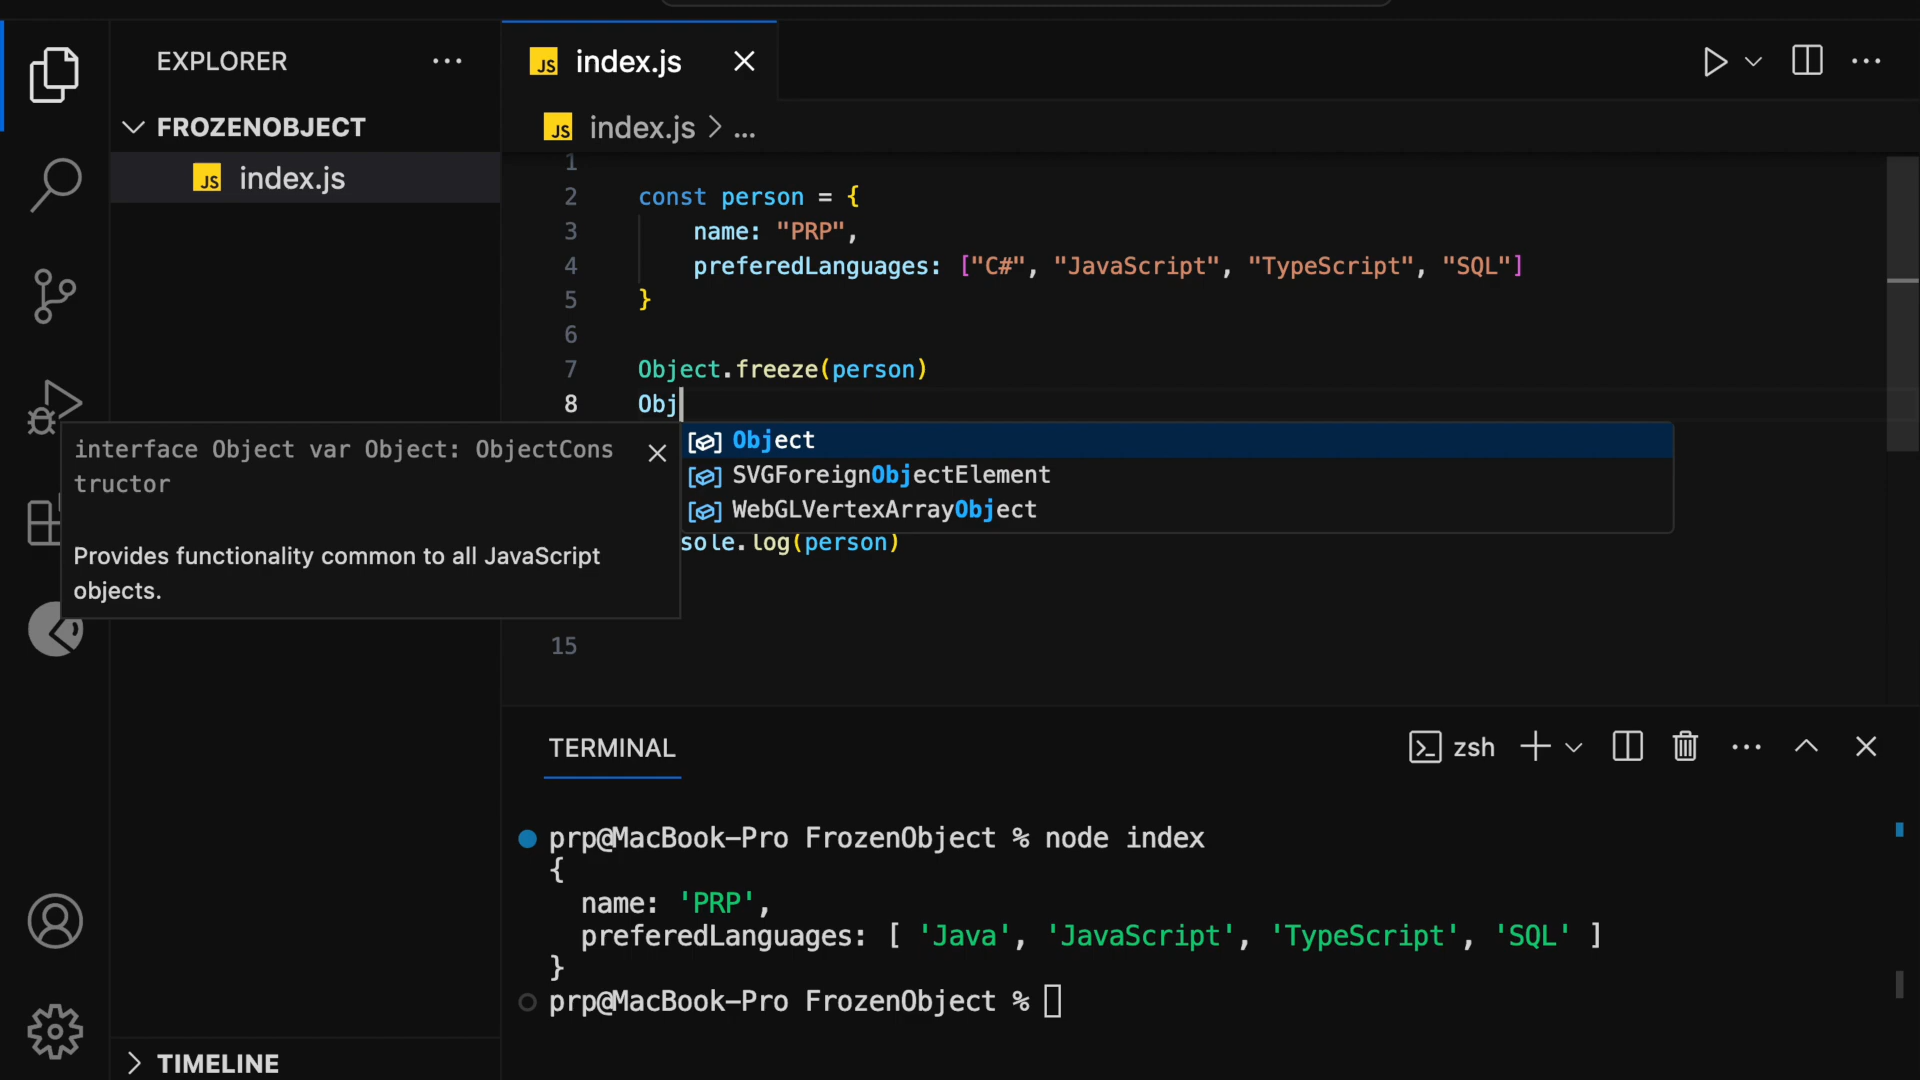 EXPLORER
FROZENOBJECT
JS index.js
TIMELINE
JS index.js
JS index.js > ...
1
2 const person = {
3 name: "PRP",
4 preferedLanguages: ["C#", "JavaScript", "TypeScript", "SQL"]
5 }
6
7 Object.freeze(person)
8 Obj
Object
SVGForeignObjectElement
WebGLVertexArrayObject
interface Object var Object: ObjectCons
tructor
Provides functionality common to all JavaScript
objects.
sole.log(person)
15
TERMINAL
zsh
prp@MacBook-Pro FrozenObject % node index
{
name: 'PRP',
preferedLanguages: [ 'Java', 'JavaScript', 'TypeScript', 'SQL' ]
}
prp@MacBook-Pro FrozenObject %